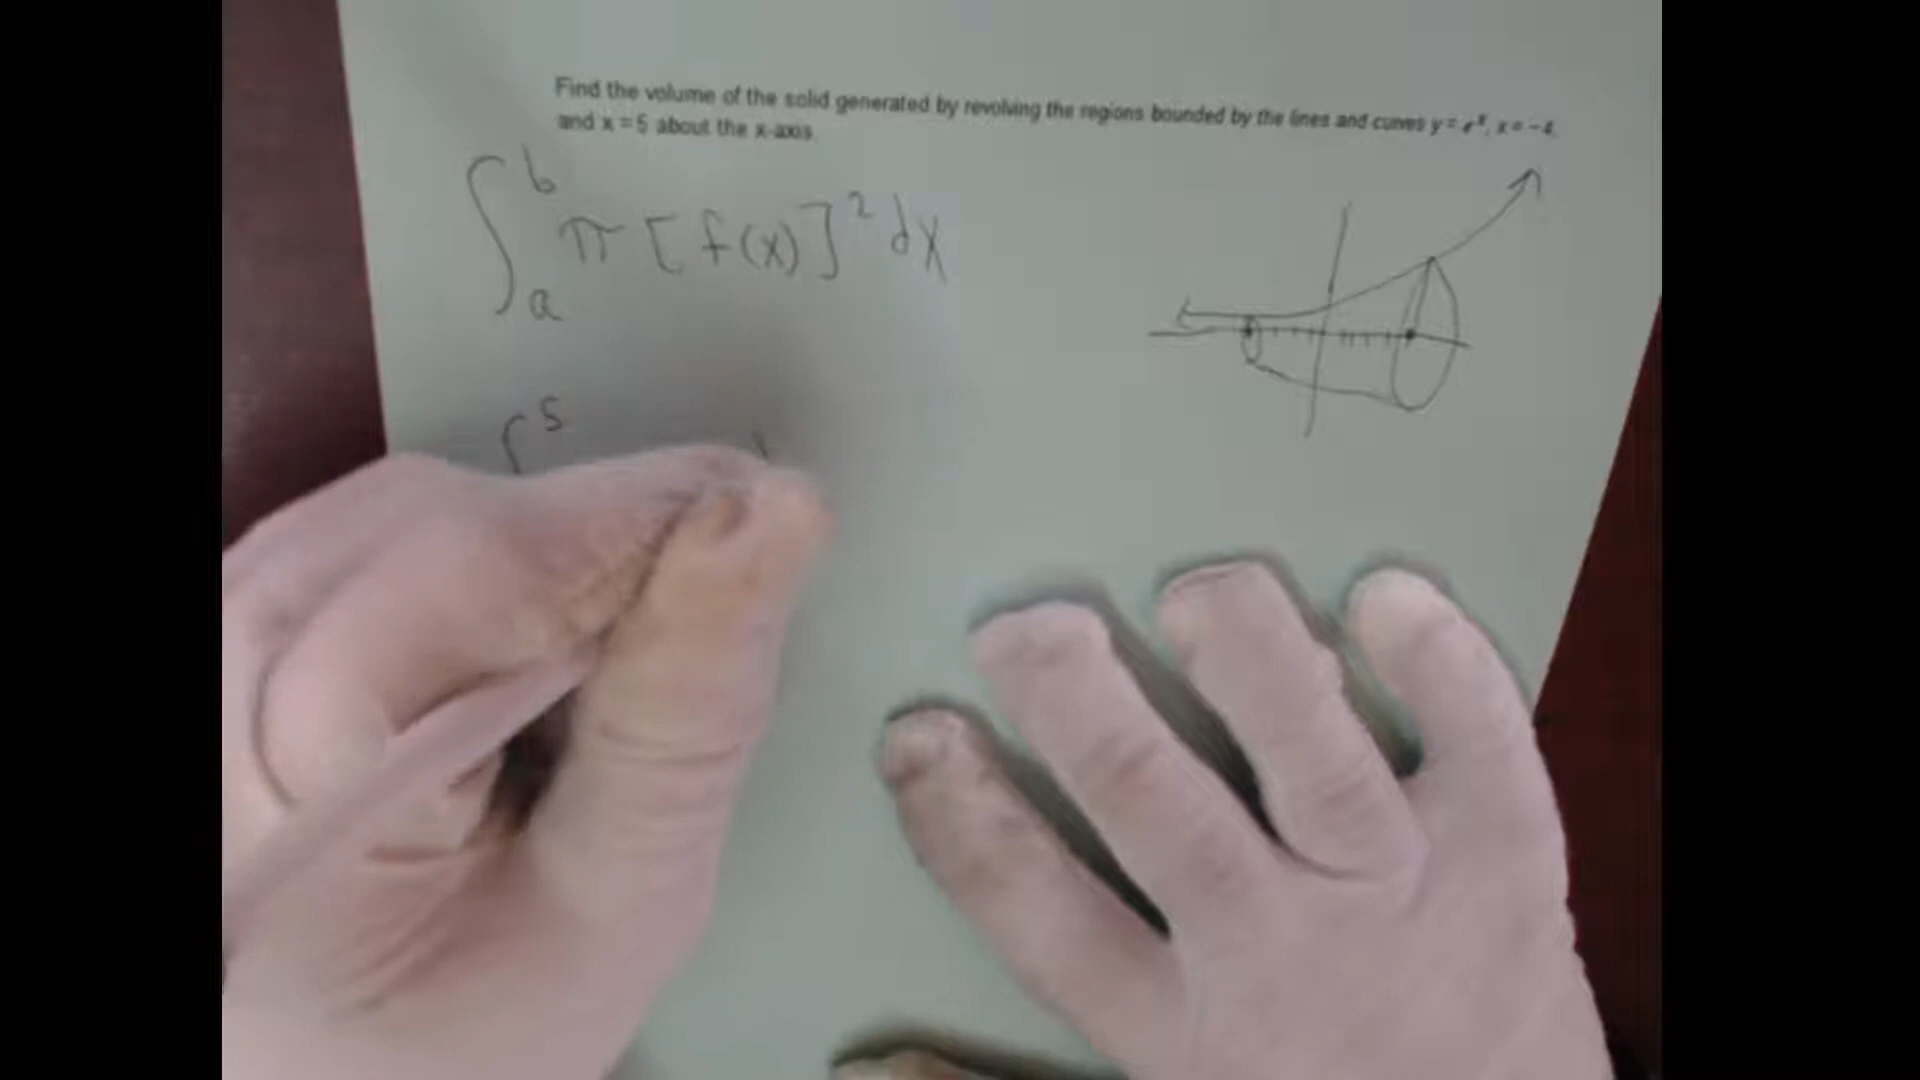 Find the volume of the solid generated by revolving the regions bounded by the lines and curves y = e^x, x = -4,
and x = 5 about the x-axis.
∫_a^b π [f(x)]^2 dx
∫^5